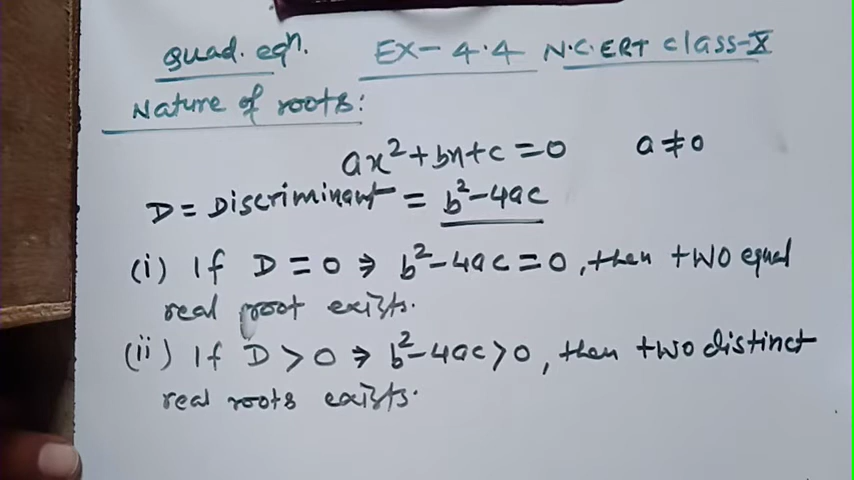 Quad. eqn. Ex- 4.4 N.C.ERT class-X
Nature of roots:
ax²+bx+c=0 a≠0
D = Discriminant = b²-4ac
(i) If D=0 ⇒ b²-4ac=0, then two equal
real root exists.
(ii) If D>0 ⇒ b²-4ac>0, then two distinct
real roots exists.